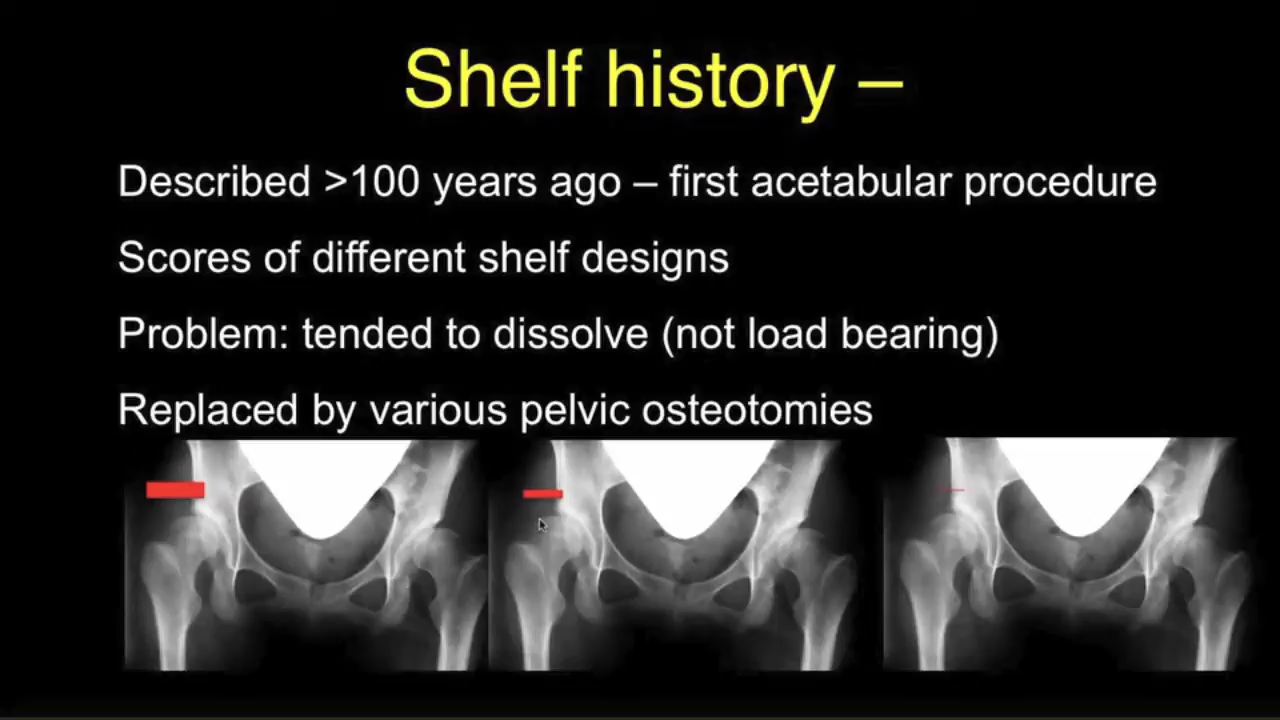 Shelf history –
Described >100 years ago – first acetabular procedure
Scores of different shelf designs
Problem: tended to dissolve (not load bearing)
Replaced by various pelvic osteotomies